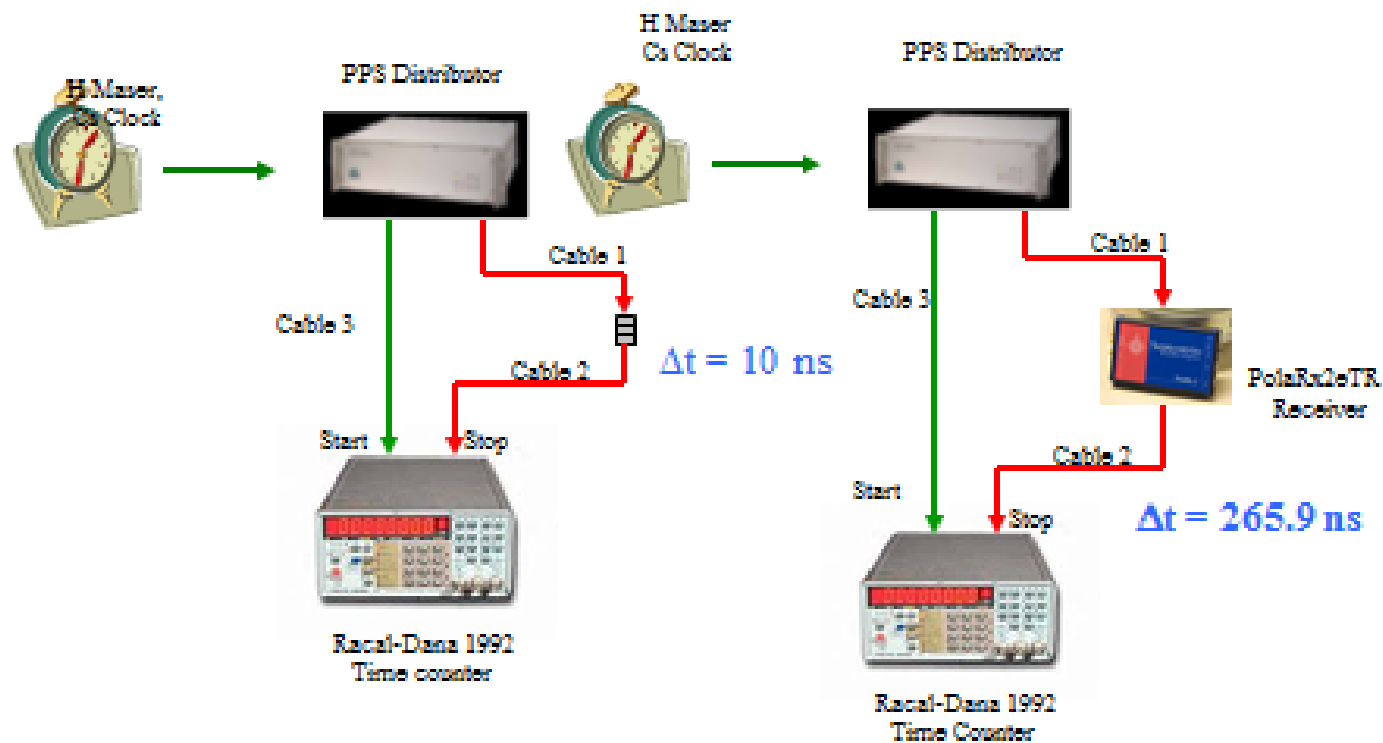 H Maser,
Cs Clock
PPS Distributor
Cable 1
Cable 3
Cable 2
Δt = 10 ns
Start
Stop
Racal-Dana 1992
Time counter
H Maser
Cs Clock
PPS Distributor
Cable 1
Cable 3
PolaRx2eTR
Receiver
Cable 2
Start
Stop
Δt = 265.9 ns
Racal-Dana 1992
Time Counter